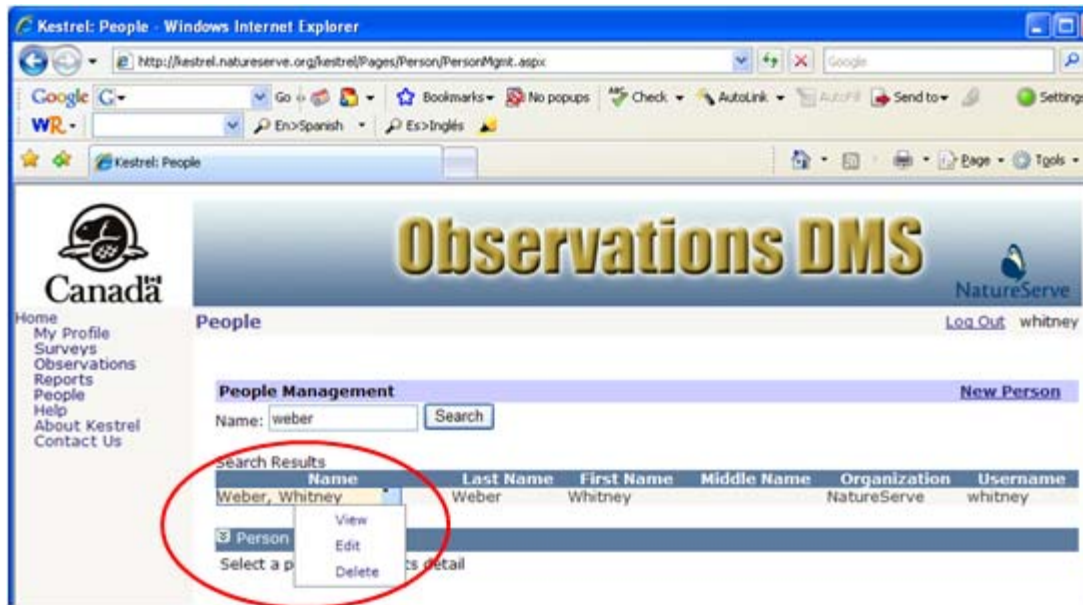 Kestrel: People - Windows Internet Explorer
http://kestrel.natureserve.org/kestrel/Pages/Person/PersonMgmt.aspx Google
Google G Go Bookmarks No popups ABC Check AutoLink AutoFill Send to Settings
WR. En>Spanish Es>Inglés
Kestrel: People Page Tools
Canada
Observations DMS
NatureServe
Home
My Profile
Surveys
Observations
Reports
People
Help
About Kestrel
Contact Us
People Log Out whitney
People Management New Person
Name: weber Search
Search Results
Name Last Name First Name Middle Name Organization Username
Weber, Whitney Weber Whitney NatureServe whitney
View
Edit
Delete
Person
Select a p ts detail